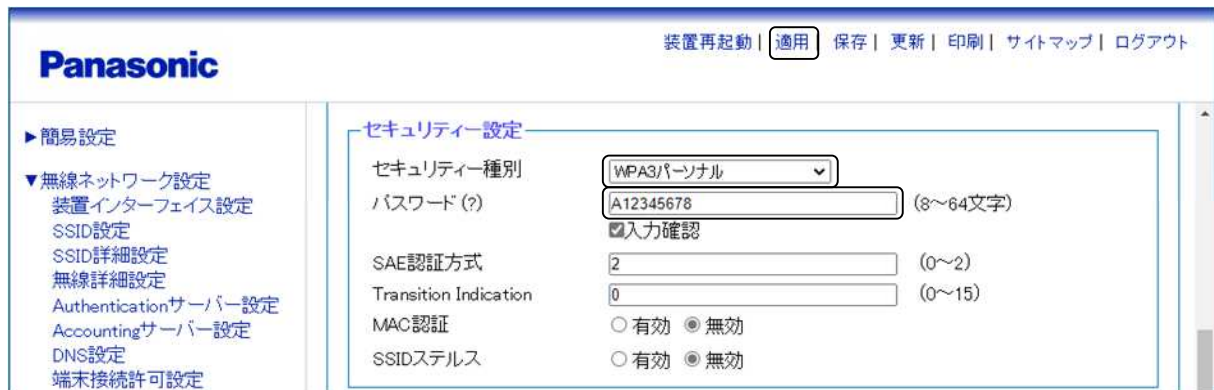 装置再起動 | 適用 | 保存 | 更新 | 印刷 | サイトマップ | ログアウト
Panasonic
▶簡易設定
▼無線ネットワーク設定
装置インターフェイス設定
SSID設定
SSID詳細設定
無線詳細設定
Authenticationサーバー設定
Accountingサーバー設定
DNS設定
端末接続許可設定
セキュリティー設定
セキュリティー種別 WPA3パーソナル
パスワード (?) A12345678 (8～64文字)
入力確認
SAE認証方式 2 (0～2)
Transition Indication 0 (0～15)
MAC認証 有効 無効
SSIDステルス 有効 無効